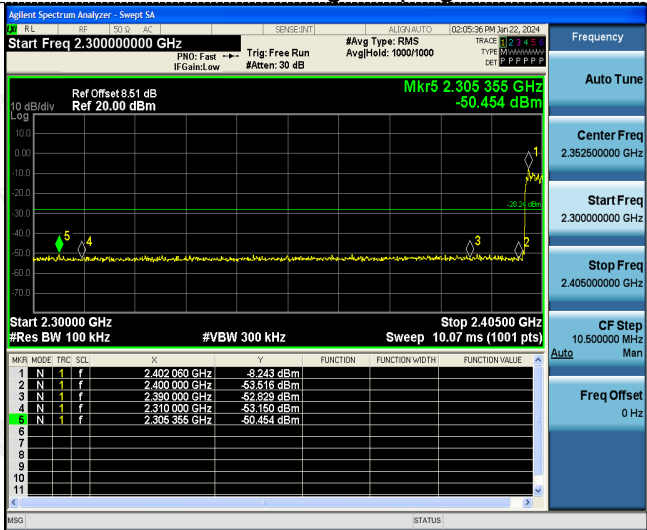 Agilent Spectrum Analyzer - Swept SA
RL RF 50 Ω AC SENSE:INT ALIGNAUTO 02:05:36 PM Jan 22, 2024
Start Freq 2.300000000 GHz
PNO: Fast
IFGain:Low
Trig: Free Run
#Atten: 30 dB
#Avg Type: RMS
Avg|Hold: 1000/1000
TRACE 1 2 3 4 5 6
TYPE M
DET P P P P P P
Ref Offset 8.51 dB
10 dB/div Ref 20.00 dBm
Log
Mkr5 2.305 355 GHz
-50.454 dBm
10.0
0.00
-10.0
-20.0
-30.0
-40.0
-50.0
-60.0
-70.0
1
5
4
3
2
Start 2.30000 GHz Stop 2.40500 GHz
#Res BW 100 kHz #VBW 300 kHz Sweep 10.07 ms (1001 pts)
MKR MODE TRC SCL X Y FUNCTION FUNCTION WIDTH FUNCTION VALUE
1 N 1 f 2.402 060 GHz -8.243 dBm
2 N 1 f 2.400 000 GHz -53.516 dBm
3 N 1 f 2.390 000 GHz -52.829 dBm
4 N 1 f 2.310 000 GHz -53.150 dBm
5 N 1 f 2.305 355 GHz -50.454 dBm
6
7
8
9
10
11
MSG STATUS
Frequency
Auto Tune
Center Freq
2.352500000 GHz
Start Freq
2.300000000 GHz
Stop Freq
2.405000000 GHz
CF Step
10.500000 MHz
Auto Man
Freq Offset
0 Hz